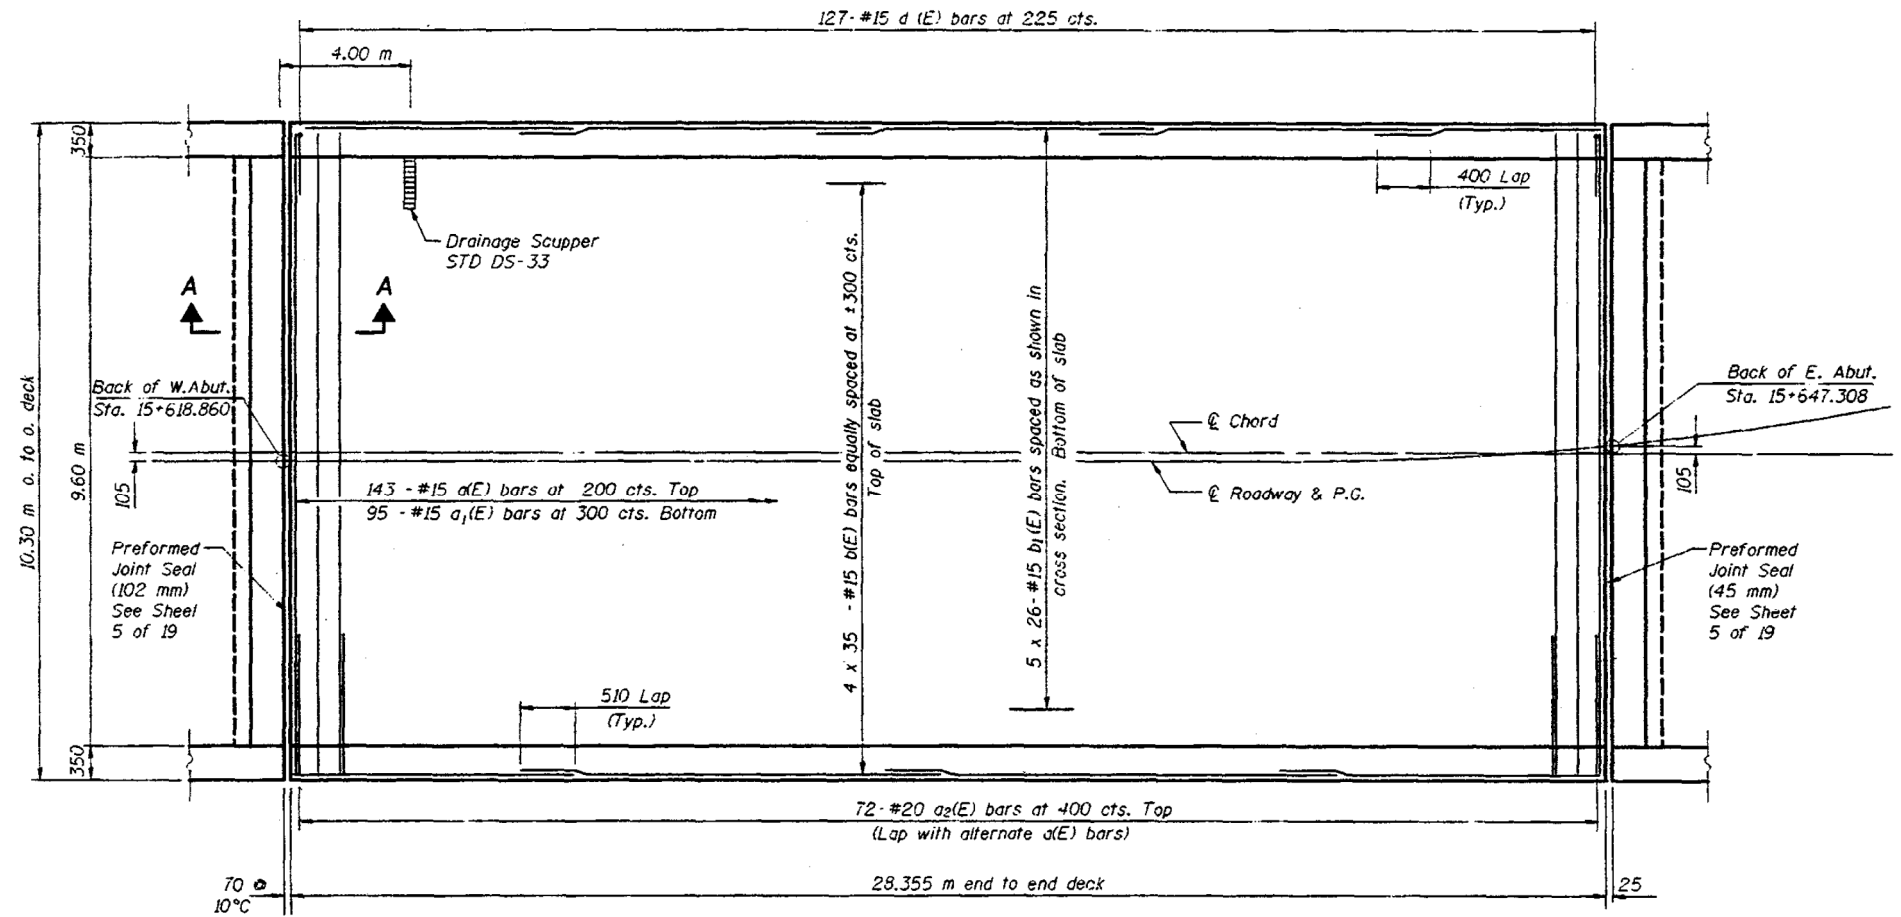 127-#15 d (E) bars at 225 cts.
4.00 m
350
400 Lap
(Typ.)
Drainage Scupper
STD DS-33
A
A
4 x 35 - #15 b(E) bars equally spaced at ±300 cts.
Top of slab
5 x 26-#15 b1(E) bars spaced as shown in
cross section. Bottom of slab
10.30 m o. to o. deck
9.60 m
Back of W.Abut.
Sta. 15+618.860
Back of E. Abut.
Sta. 15+647.308
℄ Chord
℄ Roadway & P.G.
105
105
143 - #15 a(E) bars at 200 cts. Top
95 - #15 a1(E) bars at 300 cts. Bottom
Preformed
Joint Seal
(102 mm)
See Sheet
5 of 19
Preformed
Joint Seal
(45 mm)
See Sheet
5 of 19
510 Lap
(Typ.)
350
72-#20 a2(E) bars at 400 cts. Top
(Lap with alternate a(E) bars)
70 @
10°C
28.355 m end to end deck
25